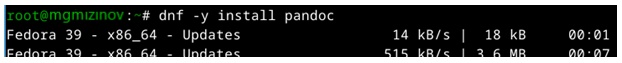 root@mgmizinov:~# dnf -y install pandoc
Fedora 39 - x86_64 - Updates 14 kB/s | 18 kB 00:01
Fedora 39 - x86_64 - Updates 515 kB/s | 3.6 MB 00:07